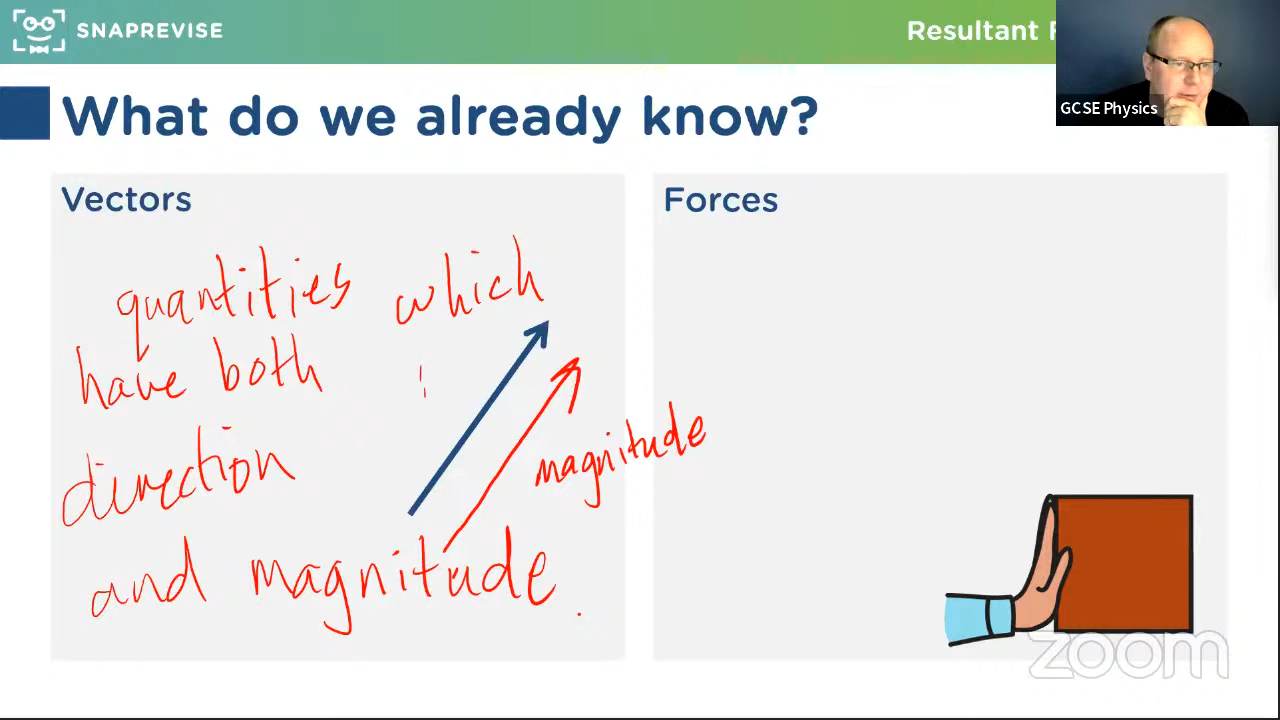 SNAPREVISE
Resultant
GCSE Physics
What do we already know?
Vectors
quantities which
have both
direction
and magnitude.
magnitude
Forces
zoom